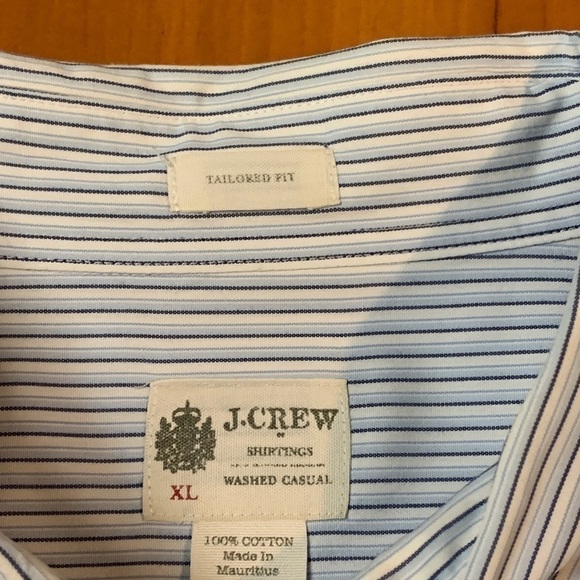 TAILORED FIT
J.CREW
SHIRTINGS
WASHED CASUAL
XL
100% COTTON
Made In
Mauritius